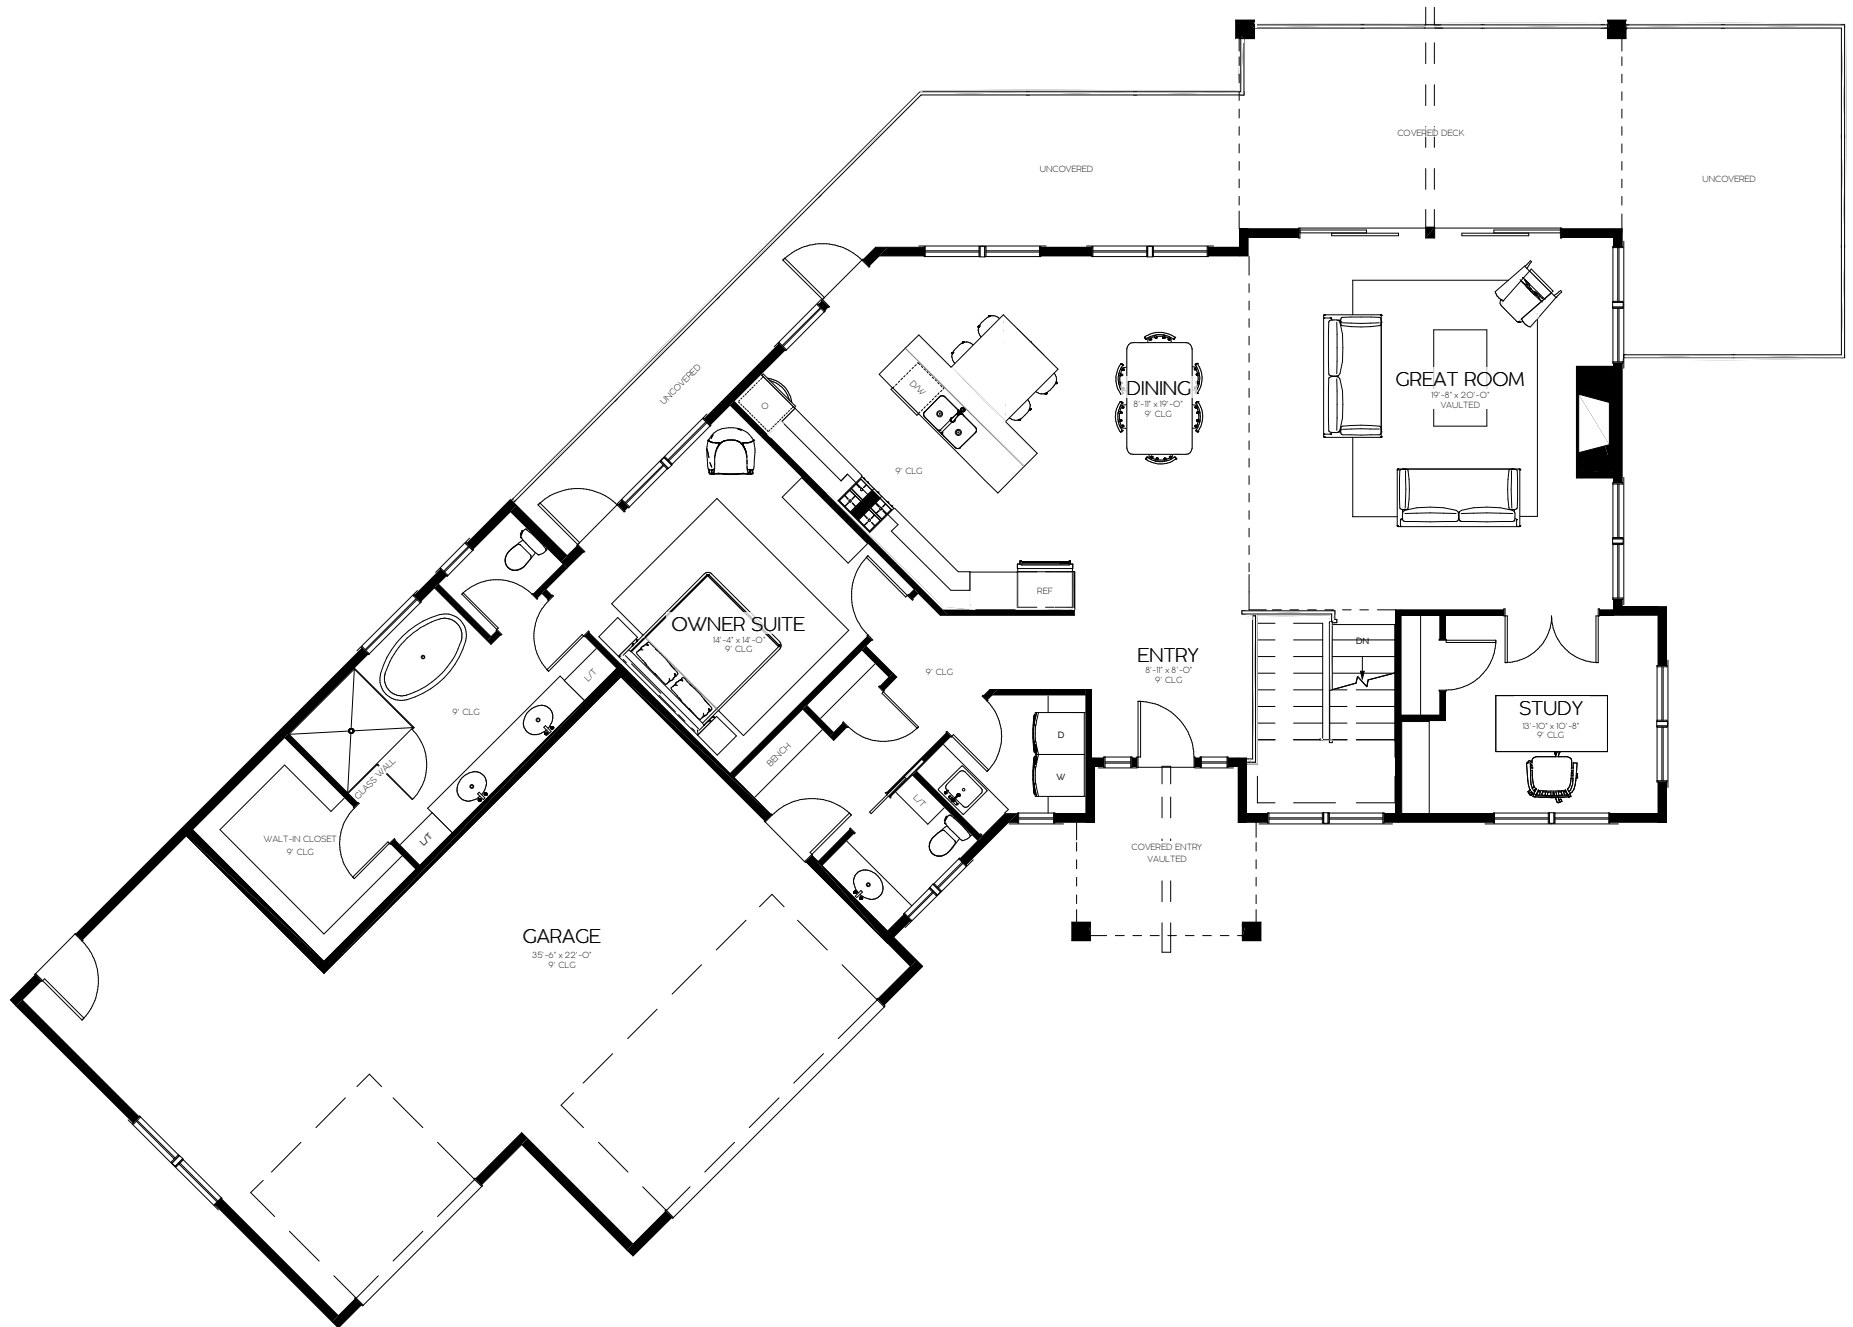 COVERED DECK
UNCOVERED
UNCOVERED
UNCOVERED
GREAT ROOM
19'-8" x 20'-0"
VAULTED
DINING
8'-11" x 19'-0"
9' CLG
D/W
O
9' CLG
REF
OWNER SUITE
14'-4" x 14'-0"
9' CLG
ENTRY
8'-11" x 8'-0"
9' CLG
DN
9' CLG
L/T
STUDY
13'-10" x 10'-8"
9' CLG
9' CLG
D
W
BENCH
GLASS WALL
L/T
WALT-IN CLOSET
9' CLG
L/T
COVERED ENTRY
VAULTED
GARAGE
35'-6" x 22'-0"
9' CLG